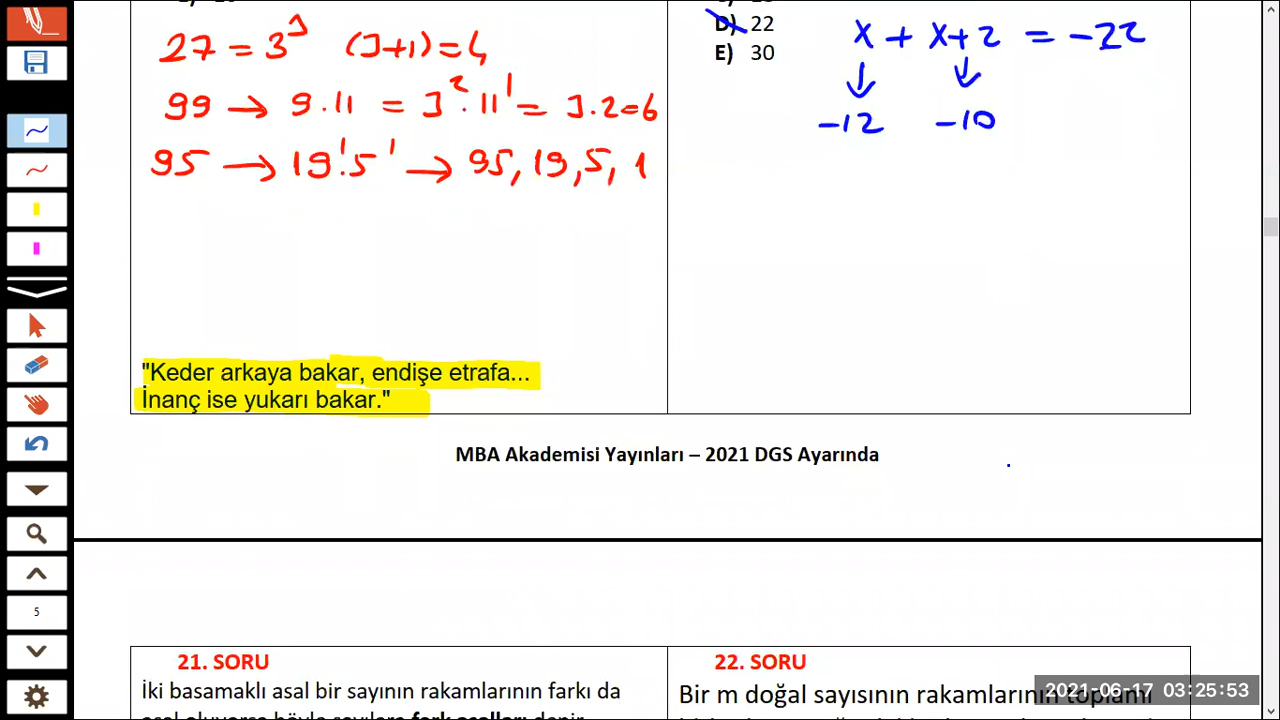 27 = 3³ (3+1) = 4
99 → 9.11 = 3².11¹ = 3.2=6
95 → 19¹.5¹ → 95, 19, 5, 1
"Keder arkaya bakar, endişe etrafa...
İnanç ise yukarı bakar."
D) 22
E) 30
x + x+2 = -22
-12 -10
MBA Akademisi Yayınları – 2021 DGS Ayarında
5
21. SORU
İki basamaklı asal bir sayının rakamlarının farkı da
22. SORU
Bir m doğal sayısının rakamlarının toplamı
2021-06-17 03:25:53